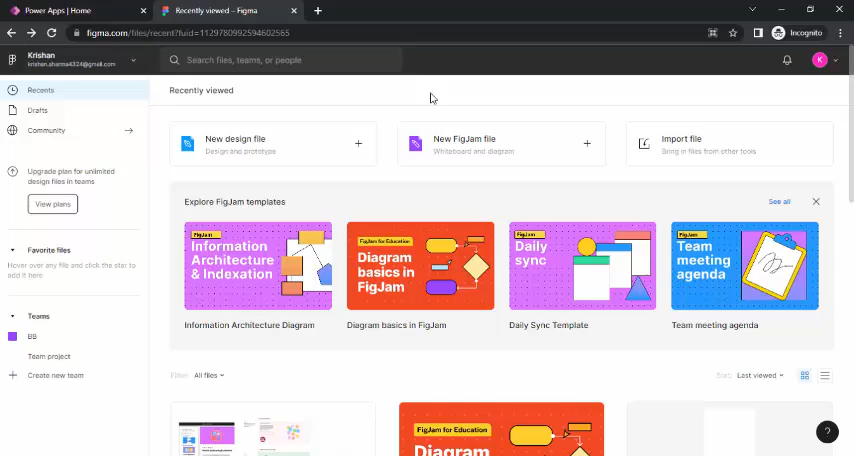 Power Apps | Home
Recently viewed – Figma
figma.com/files/recent?fuid=1129780992594602565
Incognito
Krishan
krishan.sharma4324@gmail.com
Search files, teams, or people
K
Recents
Drafts
Community
Upgrade plan for unlimited
design files in teams
View plans
Favorite files
Hover over any file and click the star to
add it here
Teams
BB
Team project
Create new team
Recently viewed
New design file
Design and prototype
New FigJam file
Whiteboard and diagram
Import file
Bring in files from other tools
Explore FigJam templates
See all
FigJam
Information
Architecture
& Indexation
Information Architecture Diagram
FigJam for Education
Diagram
basics in
FigJam
Diagram basics in FigJam
FigJam
Daily
sync
Daily Sync Template
FigJam
Team
meeting
agenda
Team meeting agenda
Filter: All files
Sort: Last viewed
FigJam for Education
Diagram
?